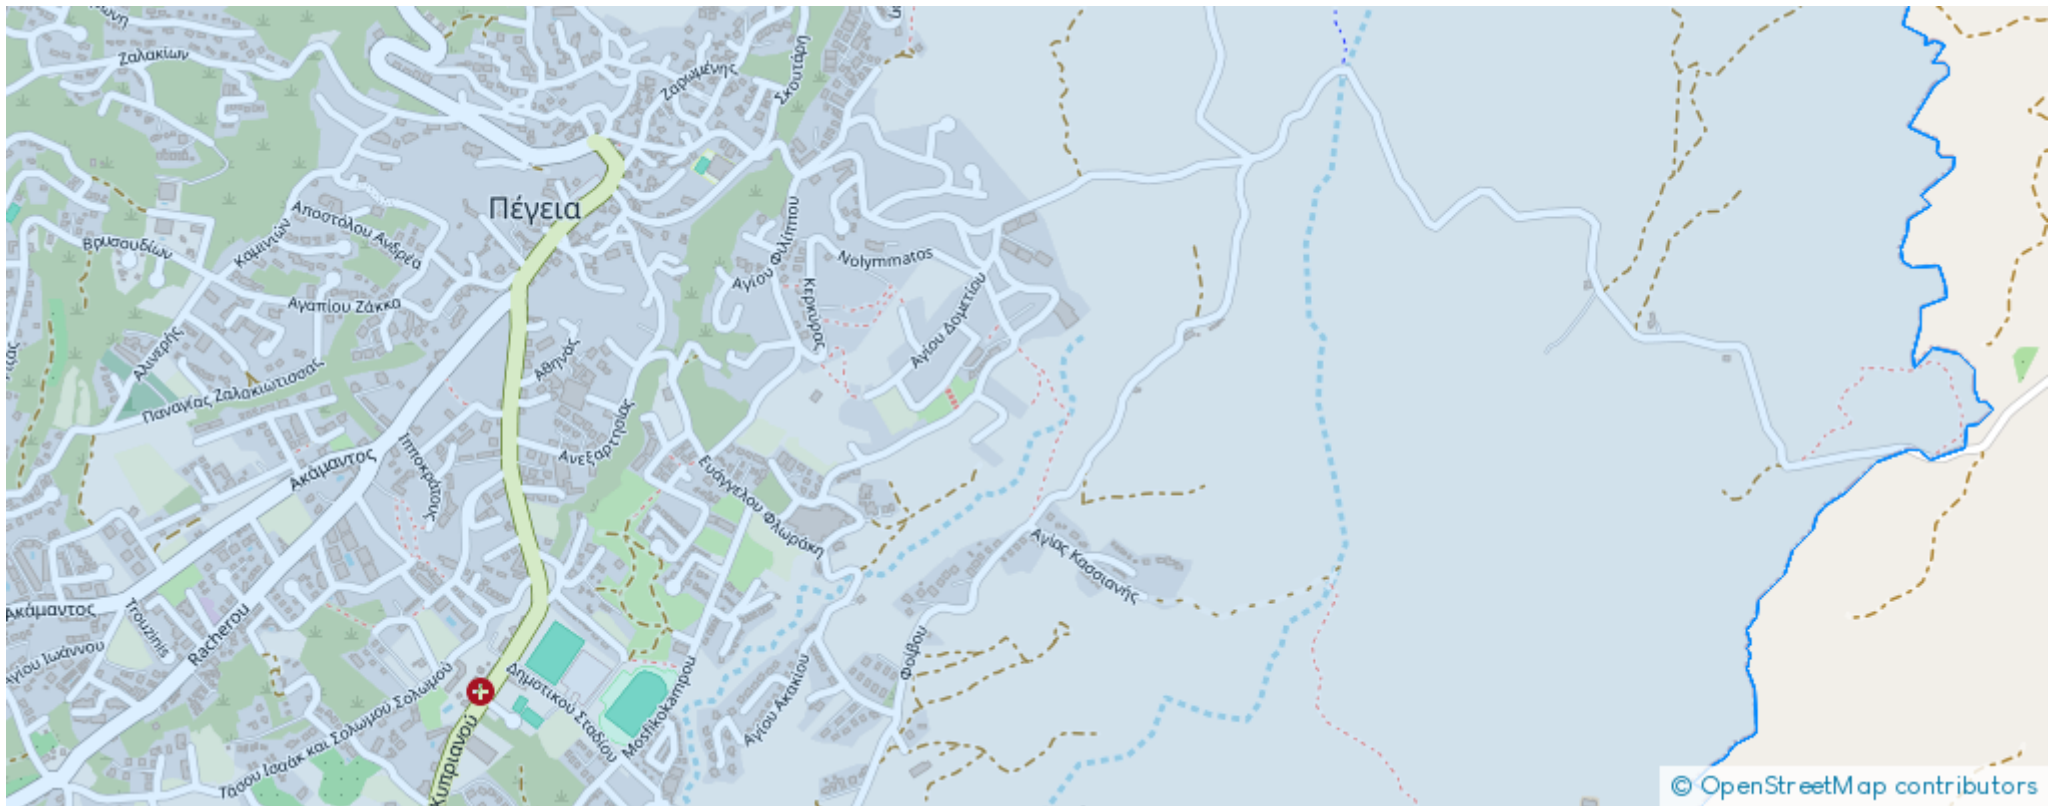 Ζαλακίων
Ζαρωμένης
Σκουτάρη
Πέγεια
Αποστόλου Ανδρέα
Καμινιών
Βρυσουδίων
Αγίου Φιλίππου
Nolymmatos
Κερκύρας
Αγίου Δομετίου
Αγαπίου Ζάκκα
Αλινερής
Αθηνάς
Παναγίας Ζαλακιώτισσας
Ανεξαρτησίας
Ακάμαντος
Ιπποκράτους
Ευάγγελου Φλωράκη
Αγίας Κασσιανής
Ακάμαντος
Trouzinis
Racherou
Αγίου Ιωάννου
Φοίβου
Δημοτικού Σταδίου
Mosfikokampou
Αγίου Ακακίου
Τάσου Ισαάκ και Σολωμού Σολωμού
Κυπριανού
© OpenStreetMap contributors